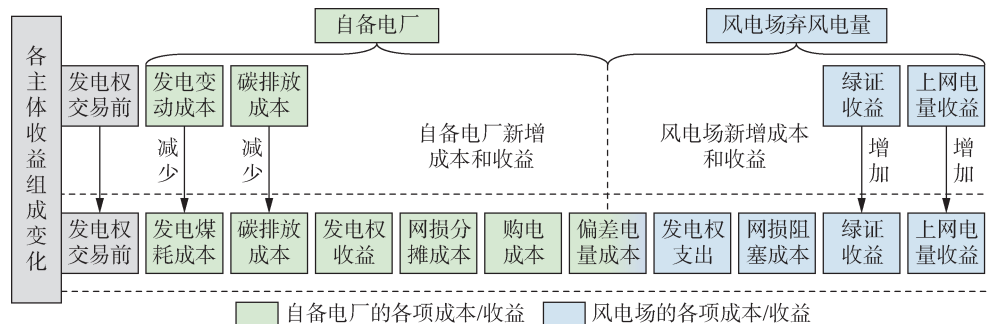 自备电厂
风电场弃风电量
各主体收益组成变化
发电权
交易前
发电变
动成本
碳排放
成本
绿证
收益
上网电
量收益
减少
减少
自备电厂新增
成本和收益
风电场新增成本
和收益
增加
增加
发电权
交易前
发电煤
耗成本
碳排放
成本
发电权
收益
网损分
摊成本
购电
成本
偏差电
量成本
发电权
支出
网损阻
塞成本
绿证
收益
上网电
量收益
自备电厂的各项成本/收益
风电场的各项成本/收益